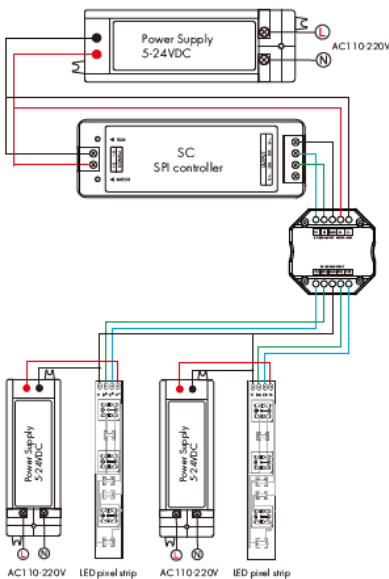 Power Supply
5-24VDC
L
AC110-220V
N
SC
SPI controller
OUTPUT
Power Supply
5-24VDC
Power Supply
5-24VDC
L
N
L
N
AC110-220V
LED pixel strip
AC110-220V
LED pixel strip